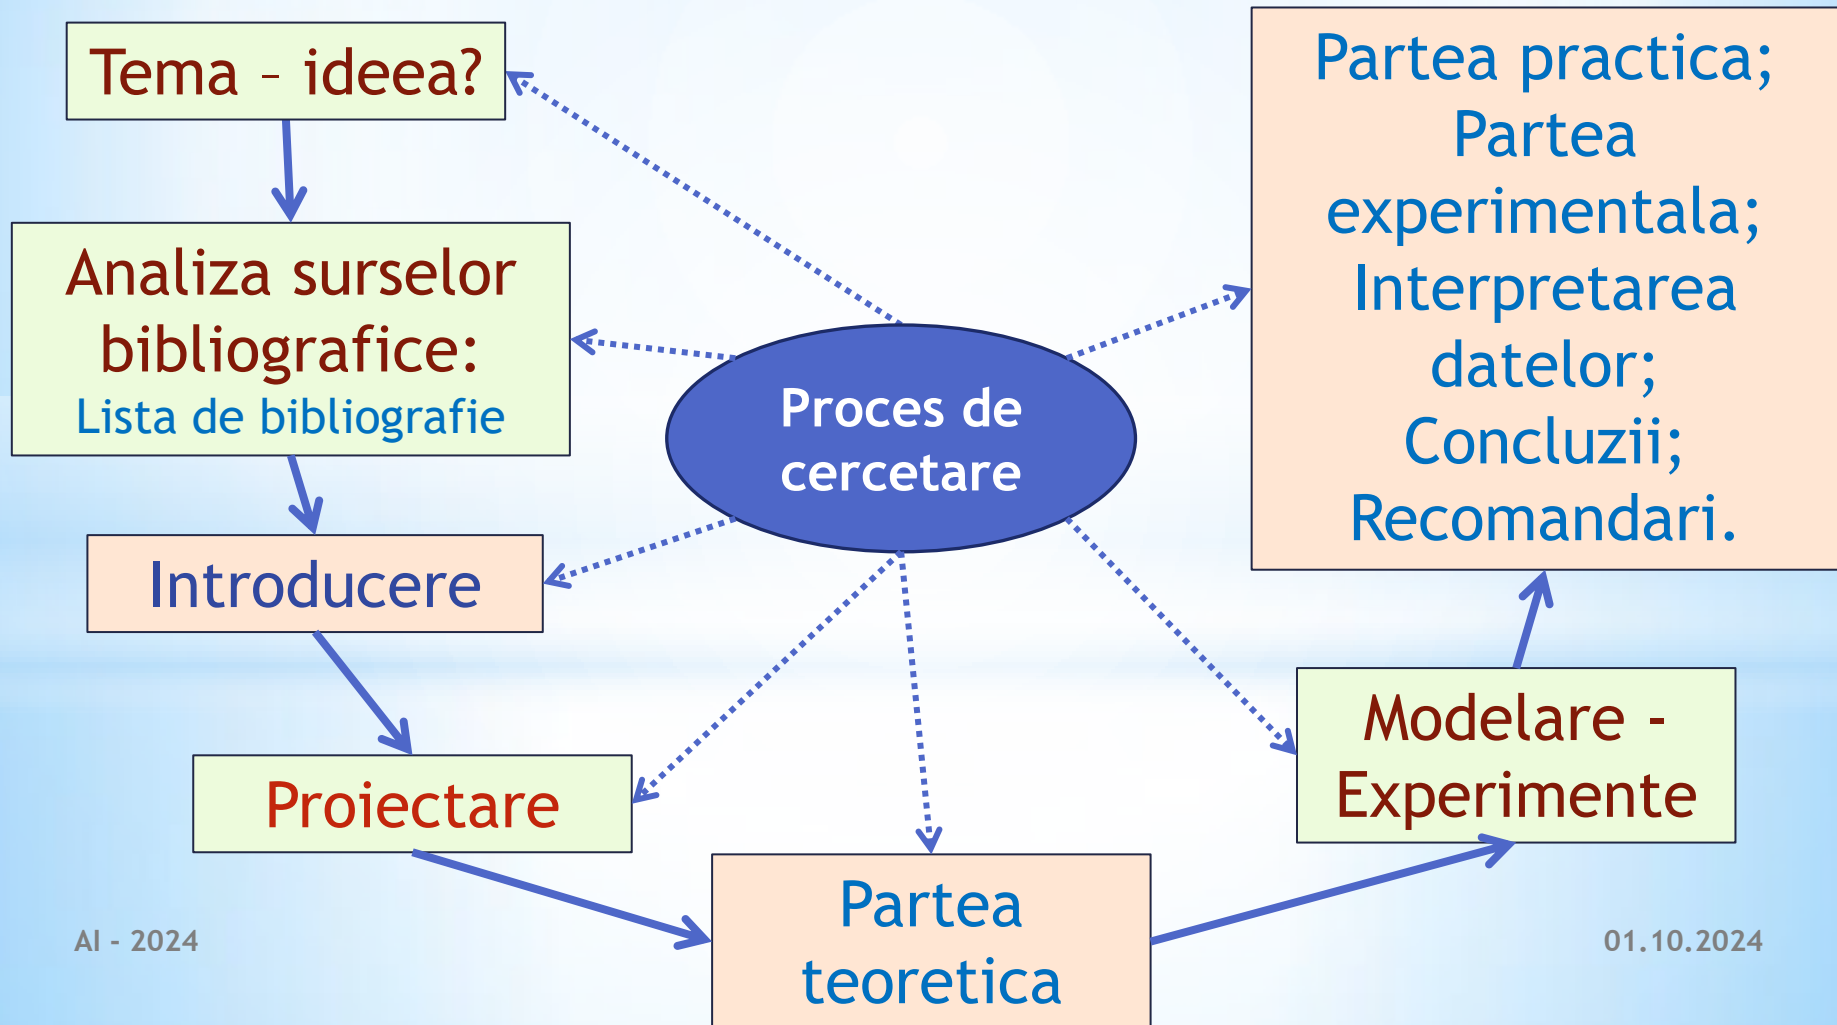 Tema – ideea?
Analiza surselor
bibliografice:
Lista de bibliografie
Introducere
Proiectare
Partea
teoretica
Modelare -
Experimente
Partea practica;
Partea
experimentala;
Interpretarea
datelor;
Concluzii;
Recomandari.
Proces de
cercetare
AI - 2024
01.10.2024